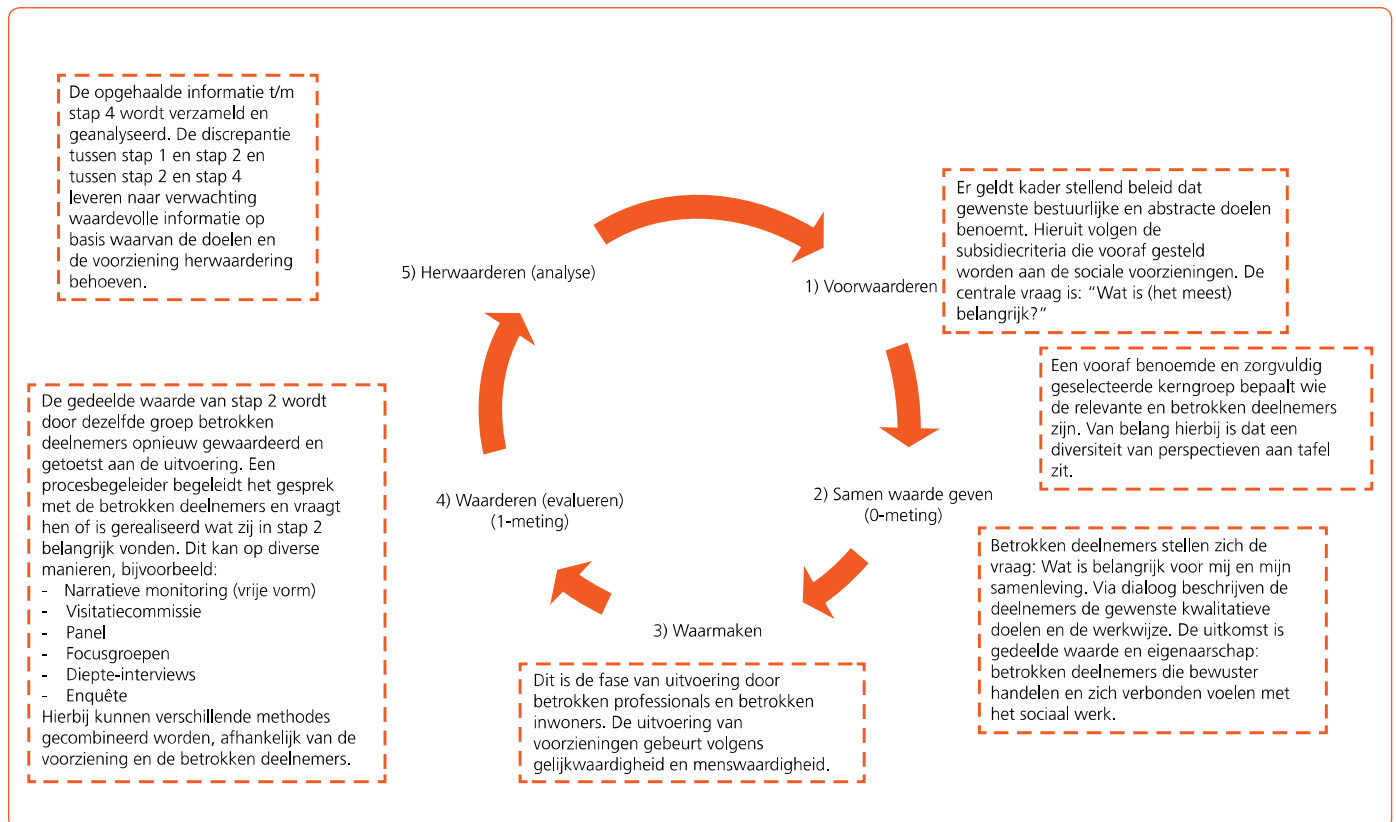 De opgehaalde informatie t/m
stap 4 wordt verzameld en
geanalyseerd. De discrepantie
tussen stap 1 en stap 2 en
tussen stap 2 en stap 4
leveren naar verwachting
waardevolle informatie op
basis waarvan de doelen en
de voorziening herwaardering
behoeven.
5) Herwaarderen (analyse)
1) Voorwaarderen
Er geldt kader stellend beleid dat
gewenste bestuurlijke en abstracte doelen
benoemt. Hieruit volgen de
subsidiecriteria die vooraf gesteld
worden aan de sociale voorzieningen. De
centrale vraag is: “Wat is (het meest)
belangrijk?“
Een vooraf benoemde en zorgvuldig
geselecteerde kerngroep bepaalt wie
de relevante en betrokken deelnemers
zijn. Van belang hierbij is dat een
diversiteit van perspectieven aan tafel
zit.
2) Samen waarde geven
(0-meting)
Betrokken deelnemers stellen zich de
vraag: Wat is belangrijk voor mij en mijn
samenleving. Via dialoog beschrijven de
deelnemers de gewenste kwalitatieve
doelen en de werkwijze. De uitkomst is
gedeelde waarde en eigenaarschap:
betrokken deelnemers die bewuster
handelen en zich verbonden voelen met
het sociaal werk.
3) Waarmaken
Dit is de fase van uitvoering door
betrokken professionals en betrokken
inwoners. De uitvoering van
voorzieningen gebeurt volgens
gelijkwaardigheid en menswaardigheid.
4) Waarderen (evalueren)
(1-meting)
De gedeelde waarde van stap 2 wordt
door dezelfde groep betrokken
deelnemers opnieuw gewaardeerd en
getoetst aan de uitvoering. Een
procesbegeleider begeleidt het gesprek
met de betrokken deelnemers en vraagt
hen of is gerealiseerd wat zij in stap 2
belangrijk vonden. Dit kan op diverse
manieren, bijvoorbeeld:
- Narratieve monitoring (vrije vorm)
- Visitatiecommissie
- Panel
- Focusgroepen
- Diepte-interviews
- Enquête
Hierbij kunnen verschillende methodes
gecombineerd worden, afhankelijk van de
voorziening en de betrokken deelnemers.